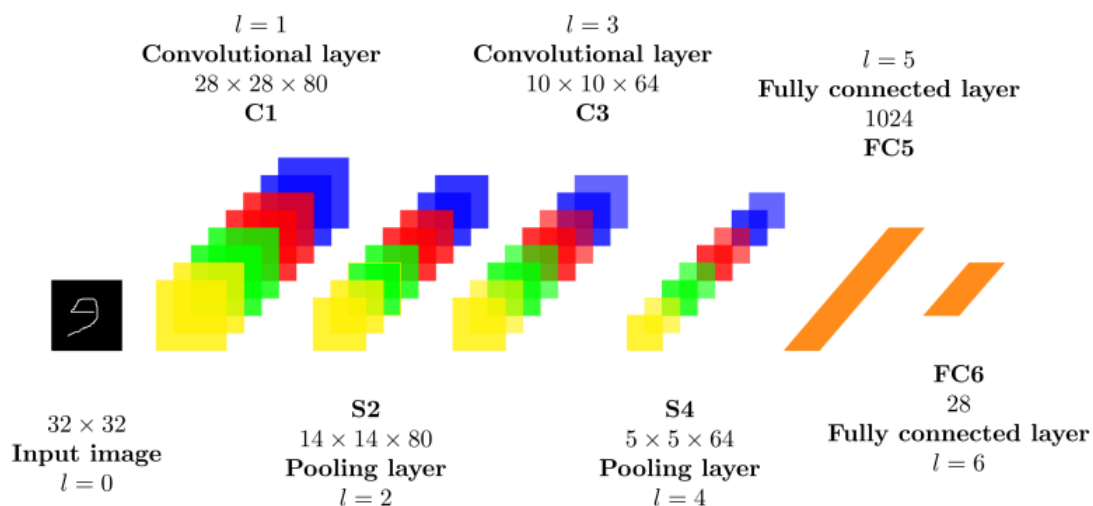 l = 1
Convolutional layer
28 × 28 × 80
C1
l = 3
Convolutional layer
10 × 10 × 64
C3
l = 5
Fully connected layer
1024
FC5
32 × 32
Input image
l = 0
S2
14 × 14 × 80
Pooling layer
l = 2
S4
5 × 5 × 64
Pooling layer
l = 4
FC6
28
Fully connected layer
l = 6